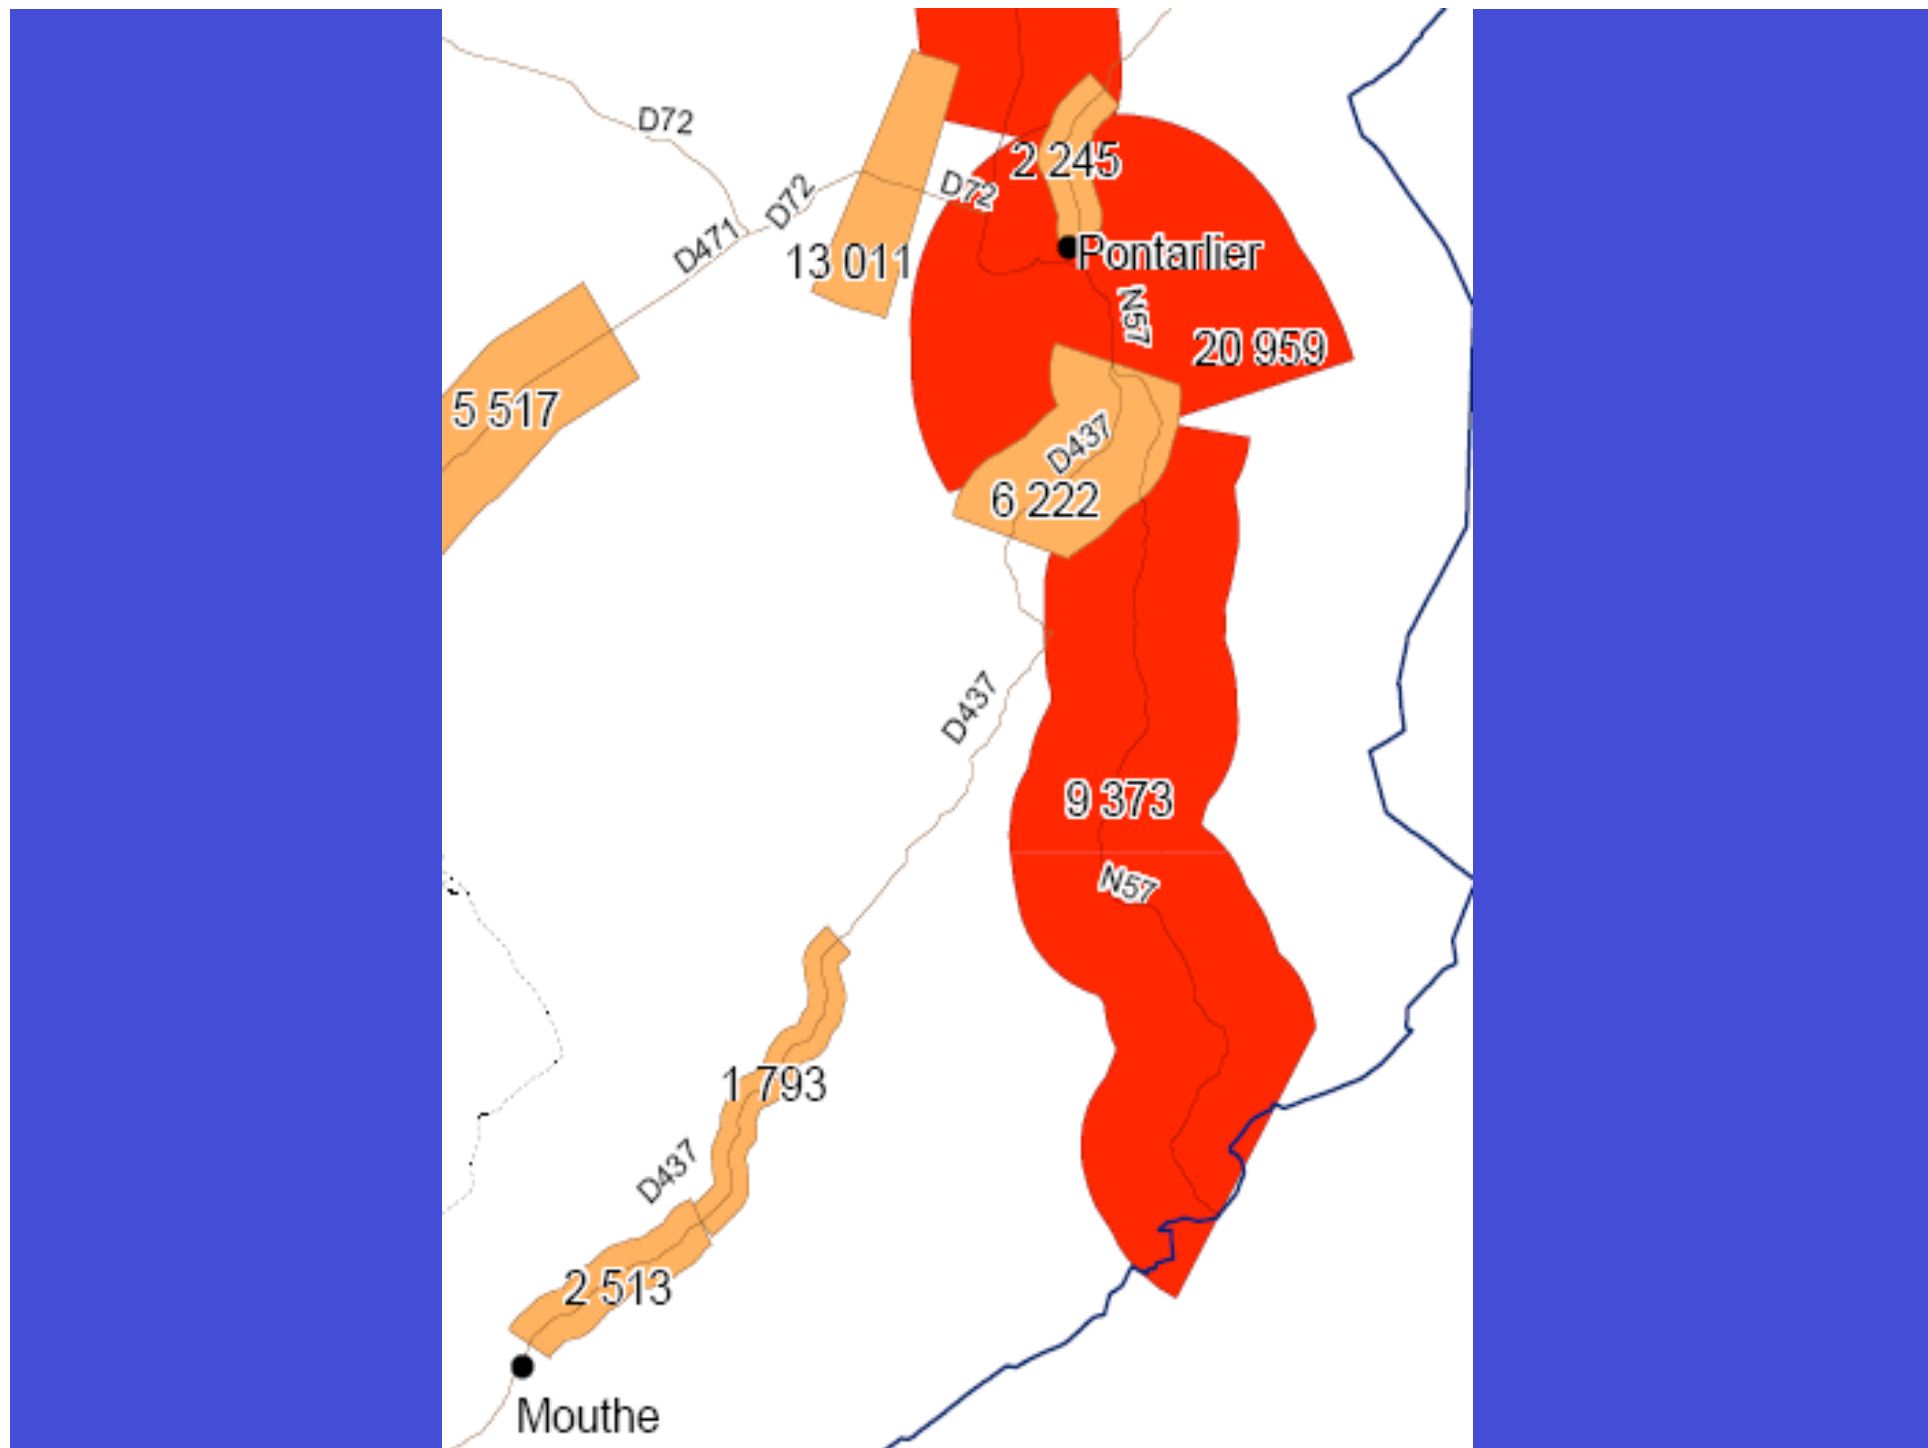 D72
2 245
D72
D72
D471
13 011
Pontarlier
N57
20 959
5 517
D437
6 222
D437
9 373
N57
1 793
D437
2 513
Mouthe